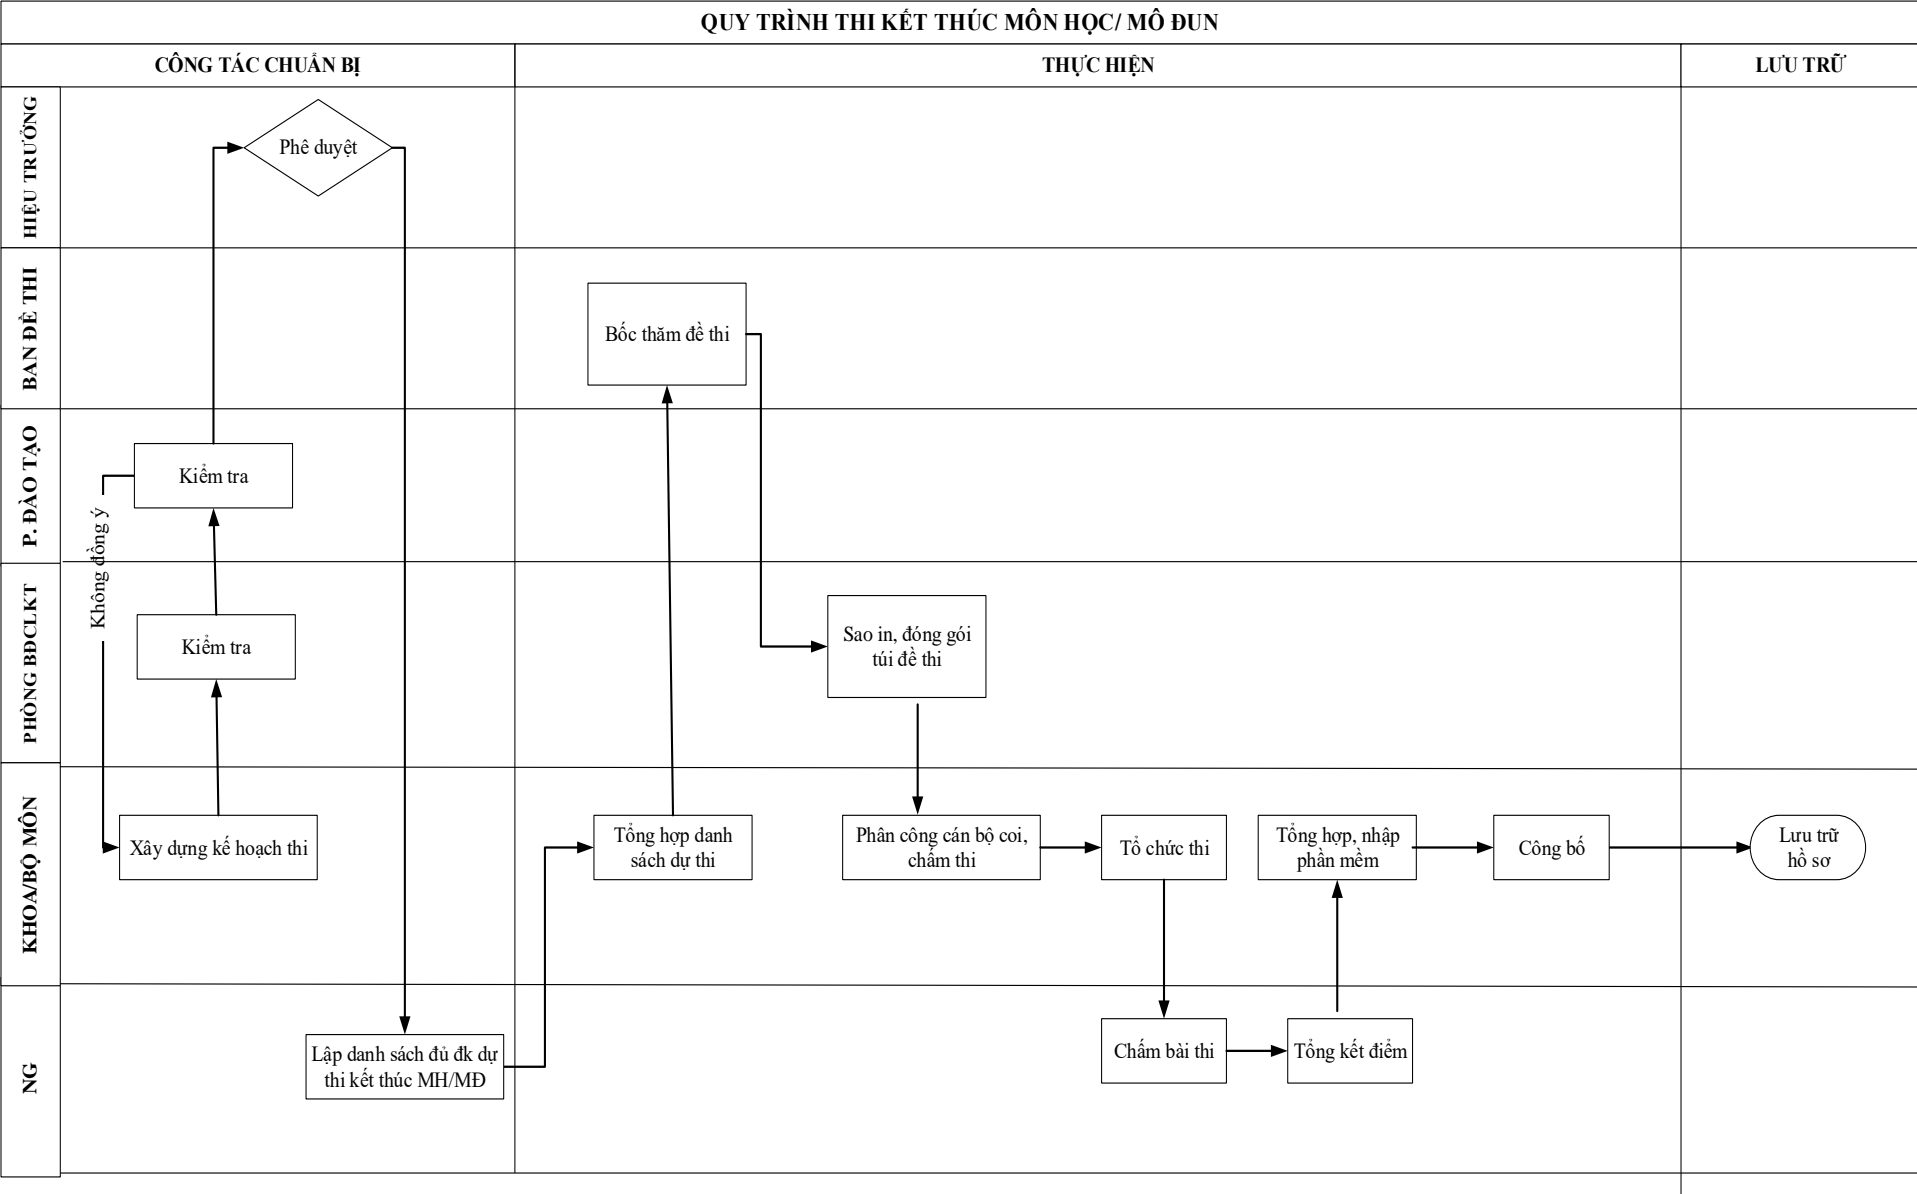 QUY TRÌNH THI KẾT THÚC MÔN HỌC/ MÔ ĐUN
CÔNG TÁC CHUẨN BỊ
THỰC HIỆN
LƯU TRỮ
HIỆU TRƯỞNG
Phê duyệt
BAN ĐỀ THI
Bốc thăm đề thi
P. ĐÀO TẠO
Kiểm tra
Không đồng ý
PHÒNG BĐCLKT
Kiểm tra
Sao in, đóng gói
túi đề thi
KHOA/BỘ MÔN
Xây dựng kế hoạch thi
Tổng hợp danh
sách dự thi
Phân công cán bộ coi,
chấm thi
Tổ chức thi
Tổng hợp, nhập
phần mềm
Công bố
Lưu trữ
hồ sơ
NG
Lập danh sách đủ đk dự
thi kết thúc MH/MĐ
Chấm bài thi
Tổng kết điểm